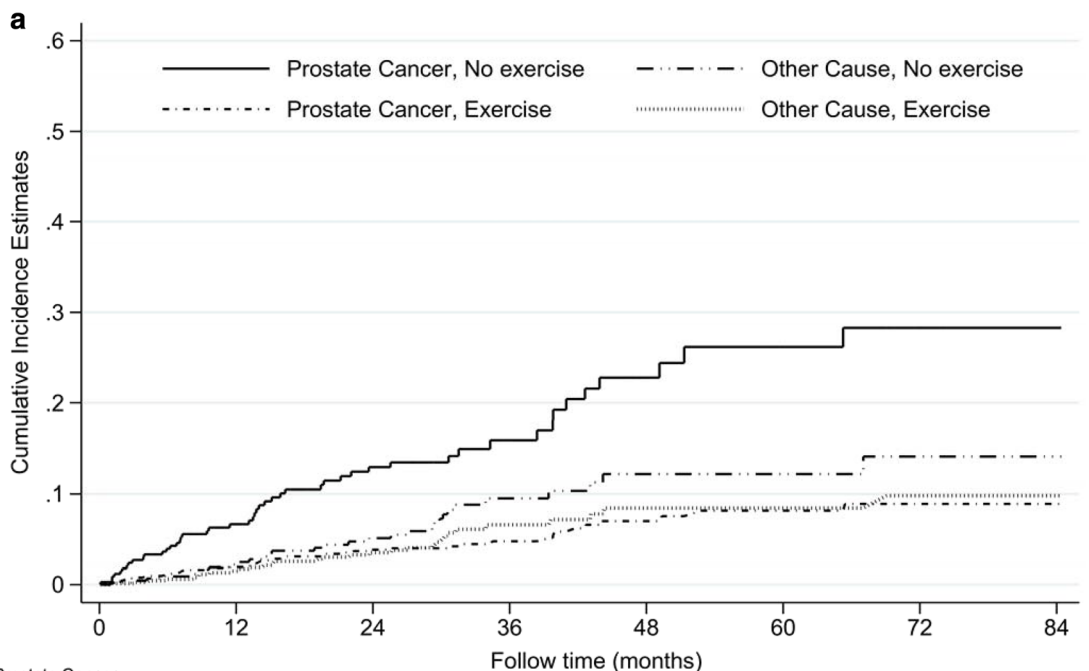 a
.6
.5
.4
.3
.2
.1
0
Cumulative Incidence Estimates
Prostate Cancer, No exercise
Other Cause, No exercise
Prostate Cancer, Exercise
Other Cause, Exercise
0 12 24 36 48 60 72 84
Follow time (months)